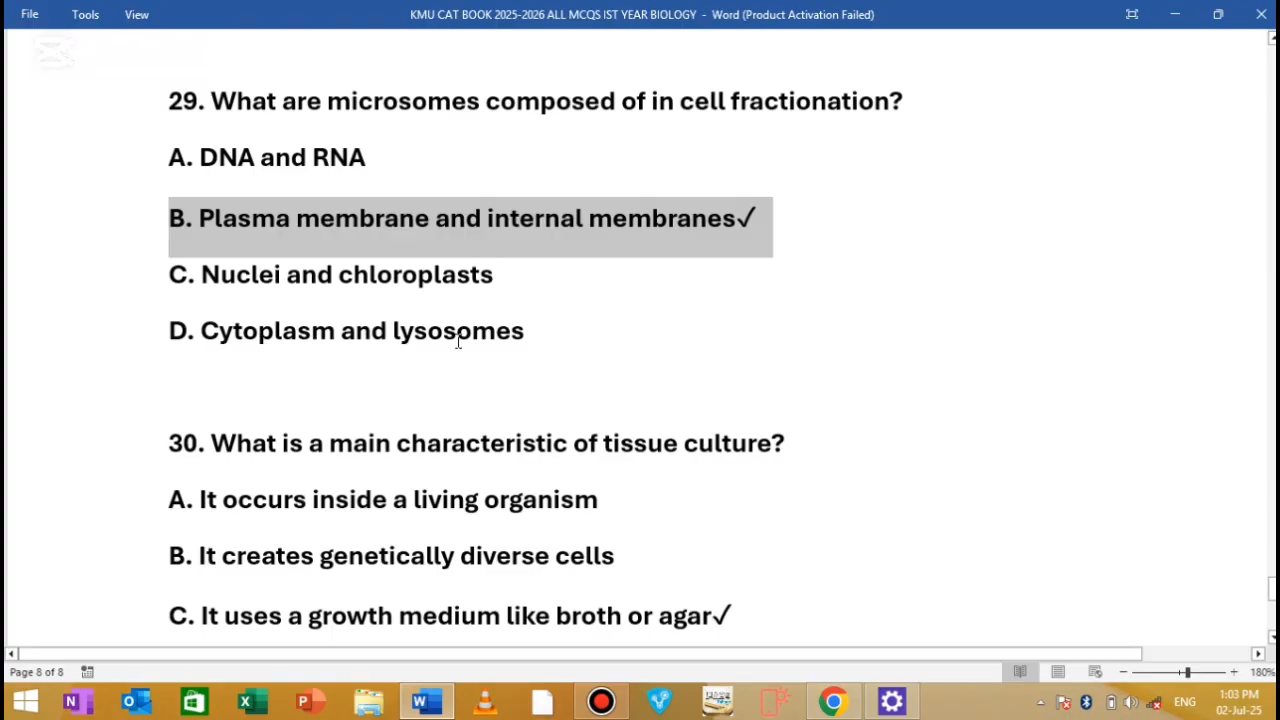 File Tools View KMU CAT BOOK 2025-2026 ALL MCQS IST YEAR BIOLOGY - Word (Product Activation Failed)
29. What are microsomes composed of in cell fractionation?
A. DNA and RNA
B. Plasma membrane and internal membranes✓
C. Nuclei and chloroplasts
D. Cytoplasm and lysosomes
30. What is a main characteristic of tissue culture?
A. It occurs inside a living organism
B. It creates genetically diverse cells
C. It uses a growth medium like broth or agar✓
Page 8 of 8 180%
ENG 1:03 PM
02-Jul-25